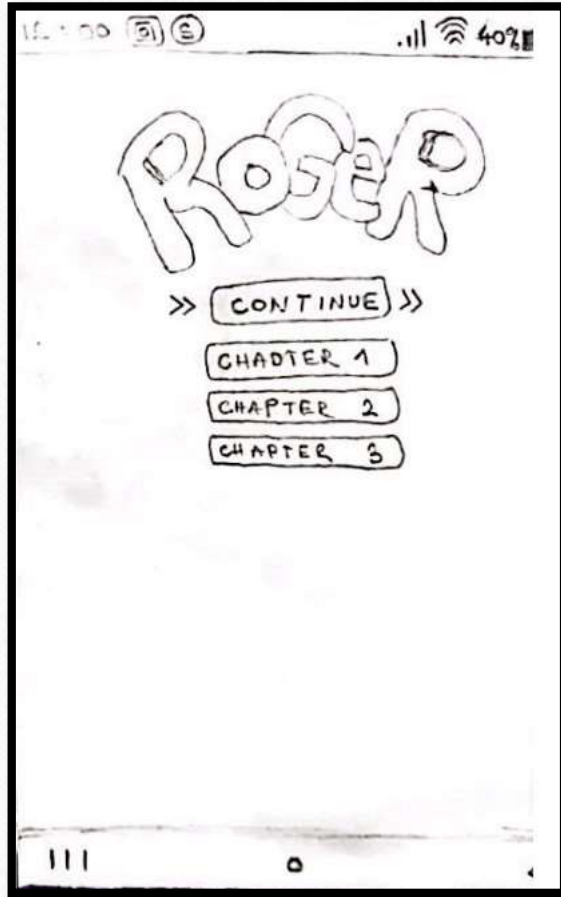 40%
RoGeR
>> CONTINUE >>
CHADTER 1
CHAPTER 2
CHAPTER 3